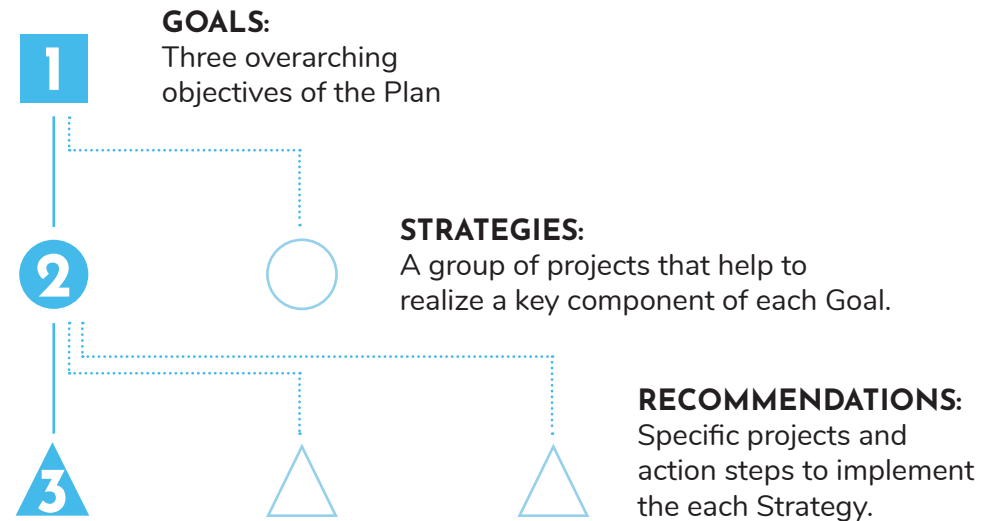 1
GOALS:
Three overarching
objectives of the Plan
2
STRATEGIES:
A group of projects that help to
realize a key component of each Goal.
3
RECOMMENDATIONS:
Specific projects and
action steps to implement
the each Strategy.